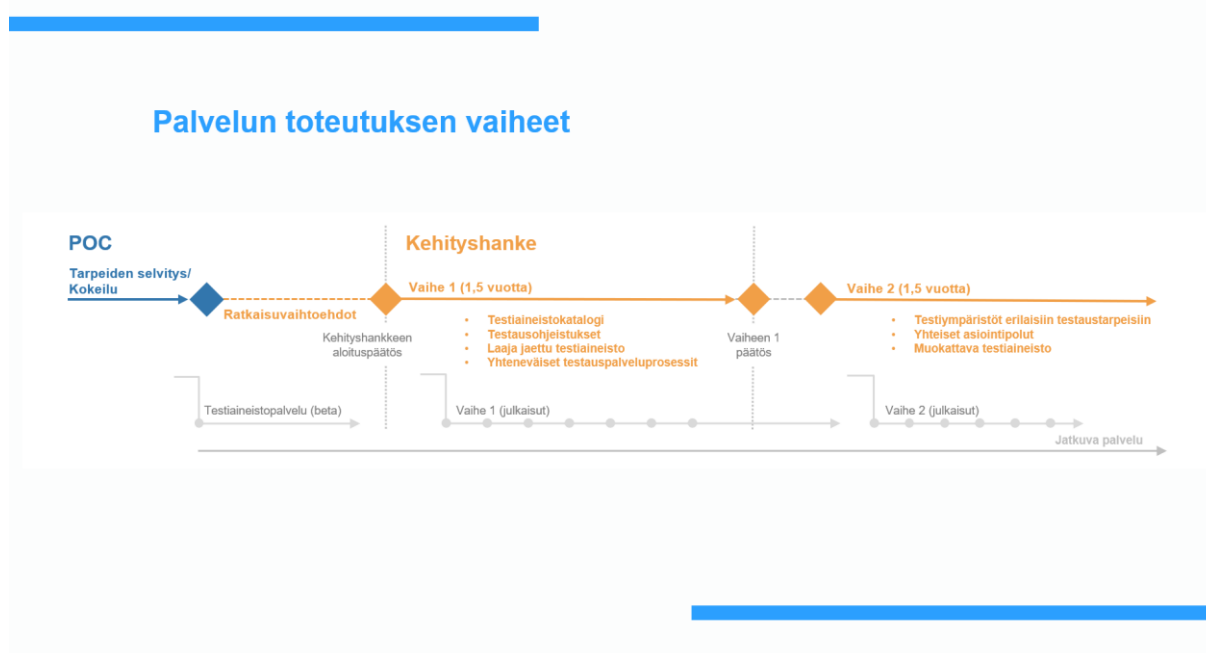 Palvelun toteutuksen vaiheet
POC
Kehityshanke
Tarpeiden selvitys/
Kokeilu
Ratkaisuvaihtoehdot
Kehityshankkeen
aloituspäätös
Vaihe 1 (1,5 vuotta)
• Testiaineistokatalogi
• Testausohjeistukset
• Laaja jaettu testiaineisto
• Yhteneväiset testauspalveluprosessit
Vaiheen 1
päätös
Vaihe 2 (1,5 vuotta)
• Testiympäristöt erilaisiin testaustarpeisiin
• Yhteiset asiointipolut
• Muokattava testiaineisto
Testiaineistopalvelu (beta)
Vaihe 1 (julkaisut)
Vaihe 2 (julkaisut)
Jatkuva palvelu